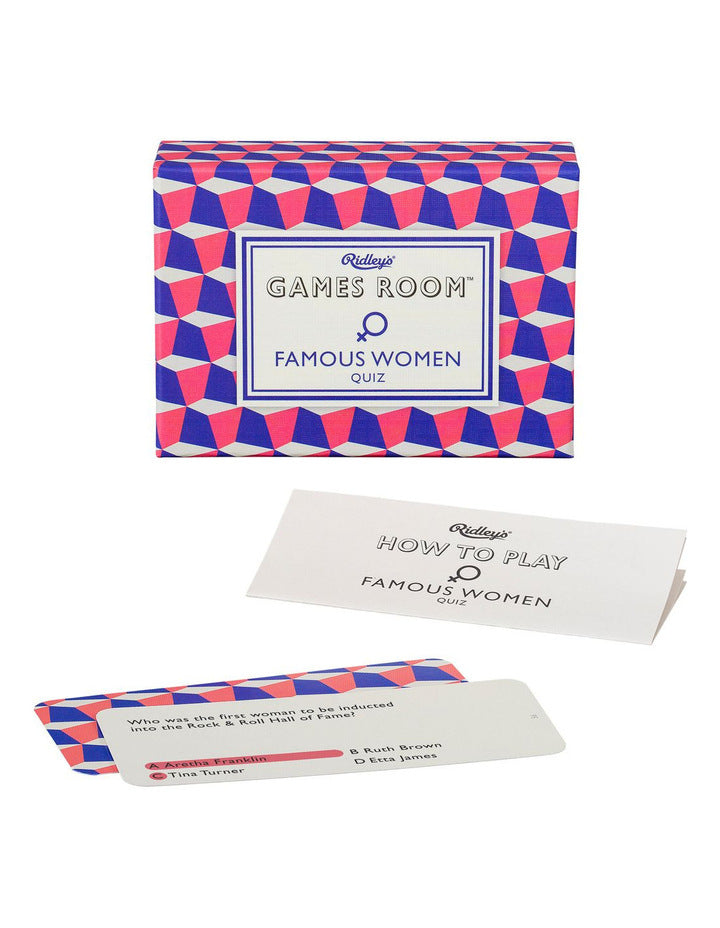 Ridley's®
GAMES ROOM™
FAMOUS WOMEN
QUIZ
Ridley's®
HOW TO PLAY
FAMOUS WOMEN
QUIZ
Who was the first woman to be inducted
into the Rock & Roll Hall of Fame?
A Aretha Franklin
B Ruth Brown
C Tina Turner
D Etta James